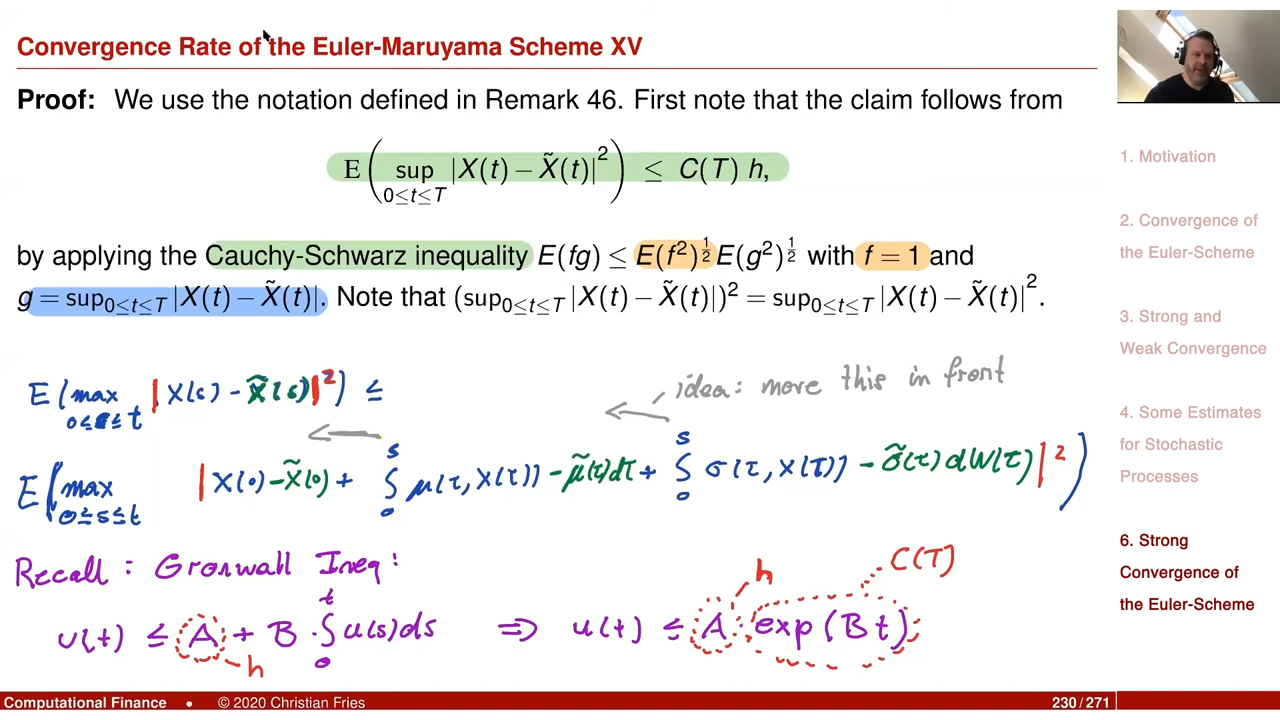 Convergence Rate of the Euler-Maruyama Scheme XV
Proof: We use the notation defined in Remark 46. First note that the claim follows from
E ( sup_{0≤t≤T} |X(t) − X̃(t)|² ) ≤ C(T) h,
by applying the Cauchy-Schwarz inequality E(fg) ≤ E(f²)^{1/2} E(g²)^{1/2} with f = 1 and
g = sup_{0≤t≤T} |X(t) − X̃(t)|. Note that (sup_{0≤t≤T} |X(t) − X̃(t)|)² = sup_{0≤t≤T} |X(t) − X̃(t)|².
E ( max_{0≤s≤t} | X(s) - X̃(s) |² ) ≤
idea: move this in front
E ( max_{0≤s≤t} | X(0) - X̃(0) + ∫_0^s μ(τ, X(τ)) - μ̃(τ) dτ + ∫_0^s σ(τ, X(τ)) - σ̃(τ) dW(τ) |² )
Recall : Gronwall Ineq :
C(T)
h
u(t) ≤ A + B · ∫_0^t u(s) ds ⇒ u(t) ≤ A · exp(B t)
h
1. Motivation
2. Convergence of
the Euler-Scheme
3. Strong and
Weak Convergence
4. Some Estimates
for Stochastic
Processes
6. Strong
Convergence of
the Euler-Scheme
Computational Finance • © 2020 Christian Fries 230 / 271